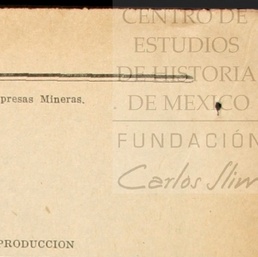 CENTRO DE
ESTUDIOS
DE HISTORIA
DE MEXICO
FUNDACIÓN
Carlos Slim
presas Mineras.
PRODUCCION